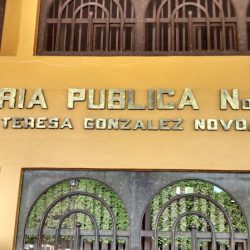 RIA PUBLICA No.
TERESA GONZALEZ NOVO